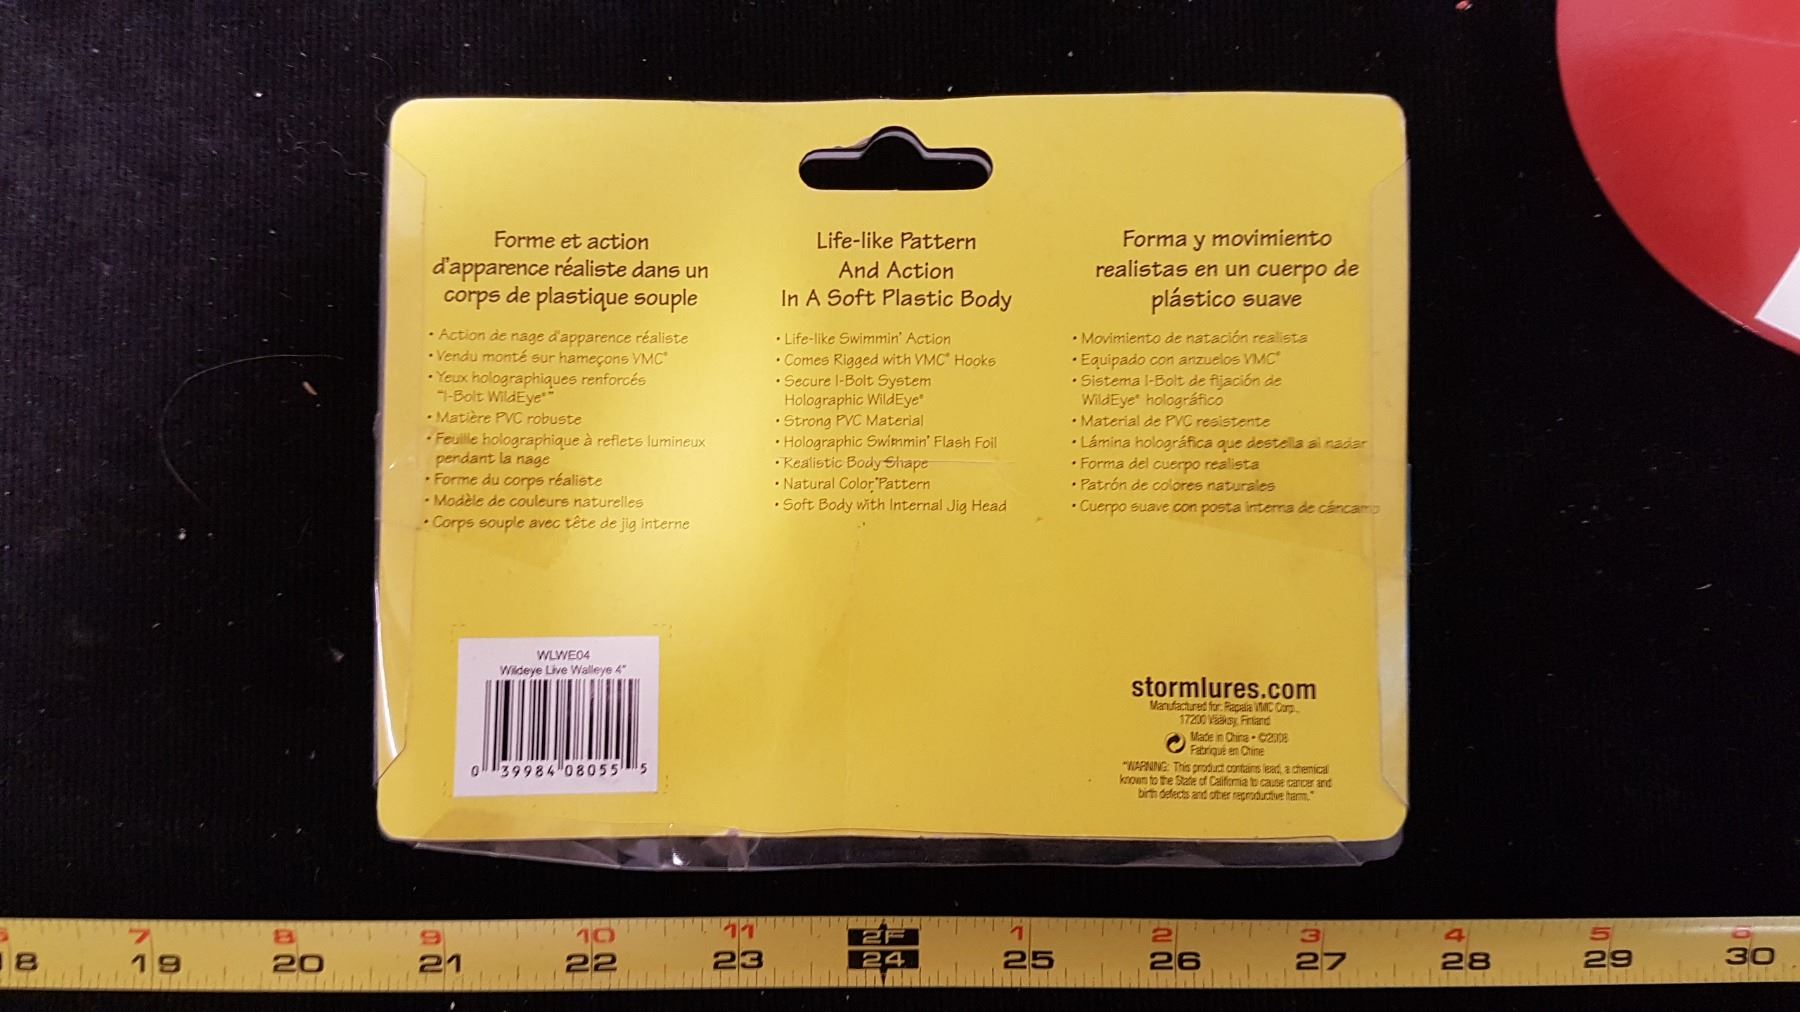 Forme et action
d'apparence réaliste dans un
corps de plastique souple
• Action de nage d'apparence réaliste
• Vendu monté sur hameçons VMC®
• Yeux holographiques renforcés
"I-Bolt WildEye®"
• Matière PVC robuste
• Feuille holographique à reflets lumineux
pendant la nage
• Forme du corps réaliste
• Modèle de couleurs naturelles
• Corps souple avec tête de jig interne
Life-like Pattern
And Action
In A Soft Plastic Body
• Life-like Swimmin' Action
• Comes Rigged with VMC® Hooks
• Secure I-Bolt System
Holographic WildEye®
• Strong PVC Material
• Holographic Swimmin' Flash Foil
• Realistic Body Shape
• Natural Color Pattern
• Soft Body with Internal Jig Head
Forma y movimiento
realistas en un cuerpo de
plástico suave
• Movimiento de natación realista
• Equipado con anzuelos VMC®
• Sistema I-Bolt de fijación de
WildEye® holográfico
• Material de PVC resistente
• Lámina holográfica que destella al nadar
• Forma del cuerpo realista
• Patrón de colores naturales
• Cuerpo suave con posta interna de cáncamo
WLWE04
Wildeye Live Walleye 4"
0 39984 08055 5
stormlures.com
Manufactured for: Rapala VMC Corp.,
17200 Vääksy, Finland
Made in China • ©2008
Fabriqué en Chine
"WARNING: This product contains lead, a chemical
known to the State of California to cause cancer and
birth defects and other reproductive harm."
6 7 8 9 10 11 2F 1 2 3 4 5 6
18 19 20 21 22 23 24 25 26 27 28 29 30